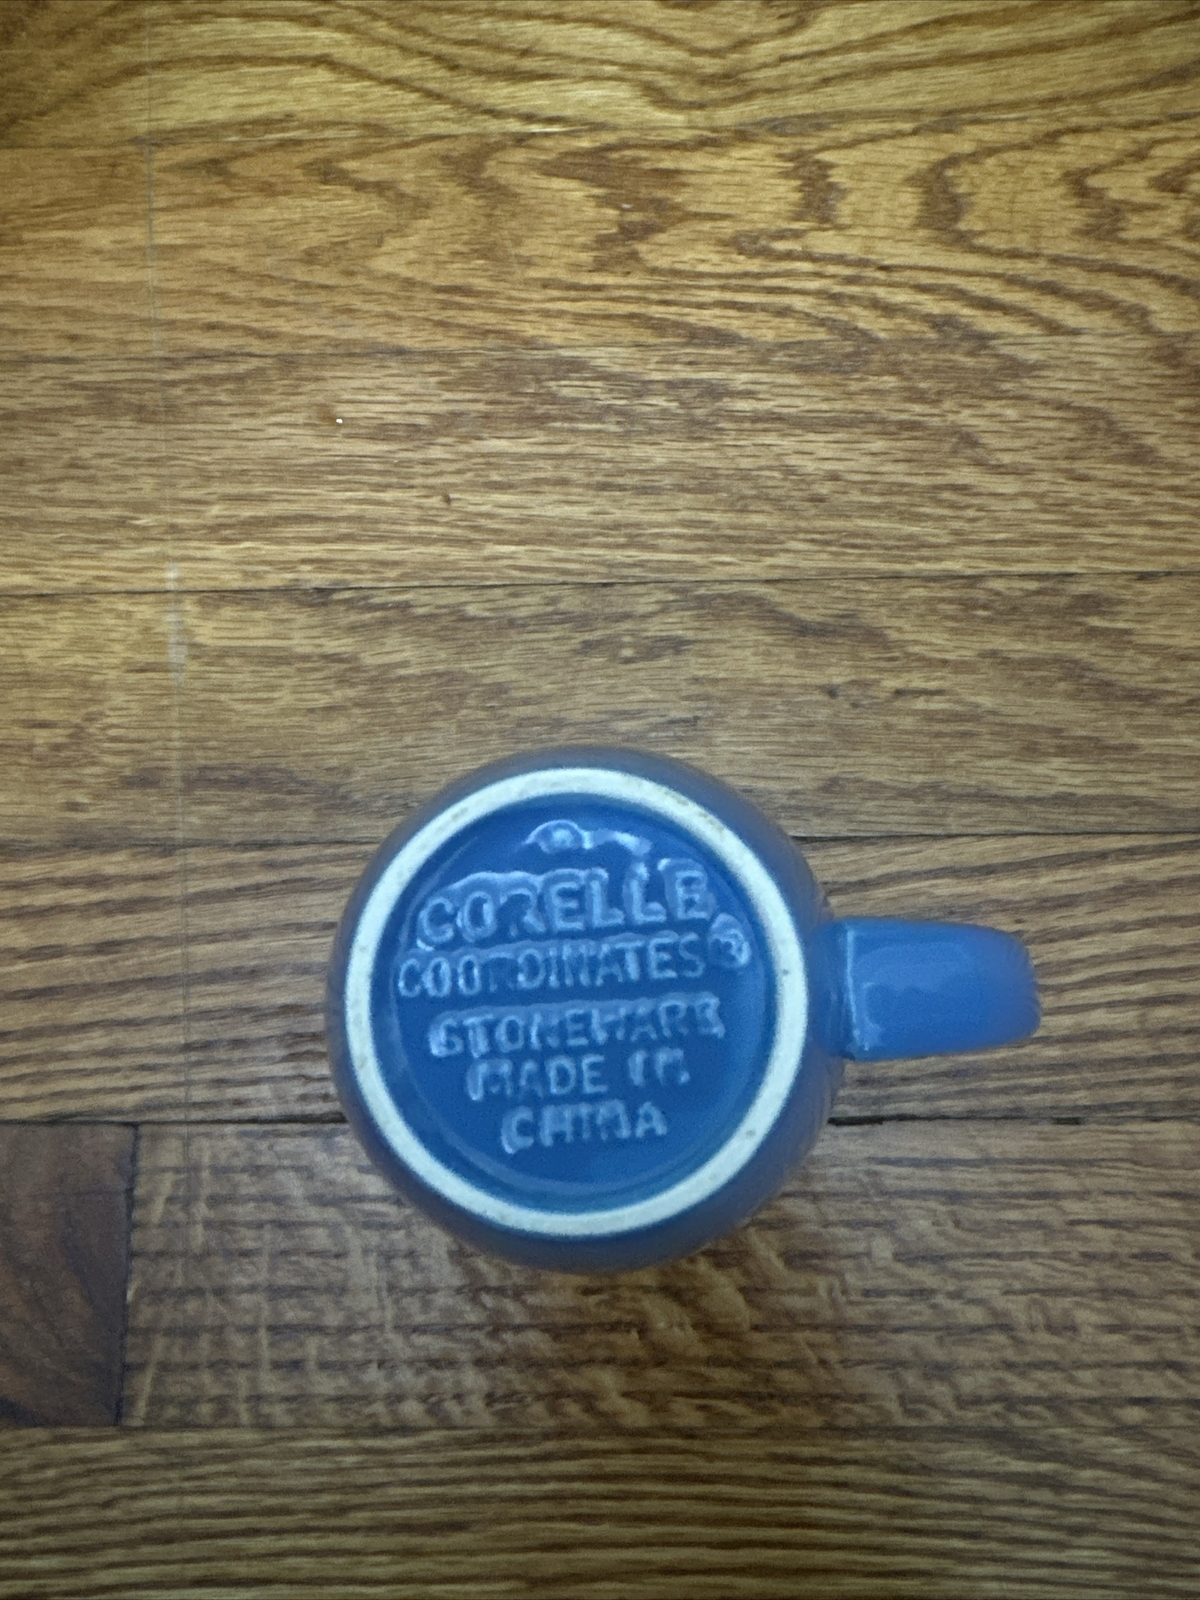 CORELLE
COORDINATES®
STONEWARE
MADE IN
CHINA